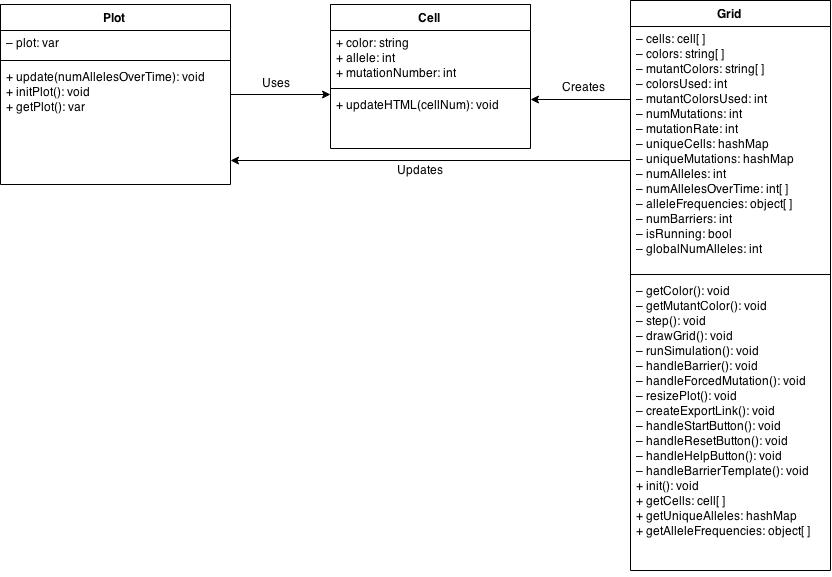 Plot
– plot: var
+ update(numAllelesOverTime): void
+ initPlot(): void
+ getPlot(): var
Uses
Cell
+ color: string
+ allele: int
+ mutationNumber: int
+ updateHTML(cellNum): void
Creates
Updates
Grid
– cells: cell[ ]
– colors: string[ ]
– mutantColors: string[ ]
– colorsUsed: int
– mutantColorsUsed: int
– numMutations: int
– mutationRate: int
– uniqueCells: hashMap
– uniqueMutations: hashMap
– numAlleles: int
– numAllelesOverTime: int[ ]
– alleleFrequencies: object[ ]
– numBarriers: int
– isRunning: bool
– globalNumAlleles: int
– getColor(): void
– getMutantColor(): void
– step(): void
– drawGrid(): void
– runSimulation(): void
– handleBarrier(): void
– handleForcedMutation(): void
– resizePlot(): void
– createExportLink(): void
– handleStartButton(): void
– handleResetButton(): void
– handleHelpButton(): void
– handleBarrierTemplate(): void
+ init(): void
+ getCells: cell[ ]
+ getUniqueAlleles: hashMap
+ getAlleleFrequencies: object[ ]